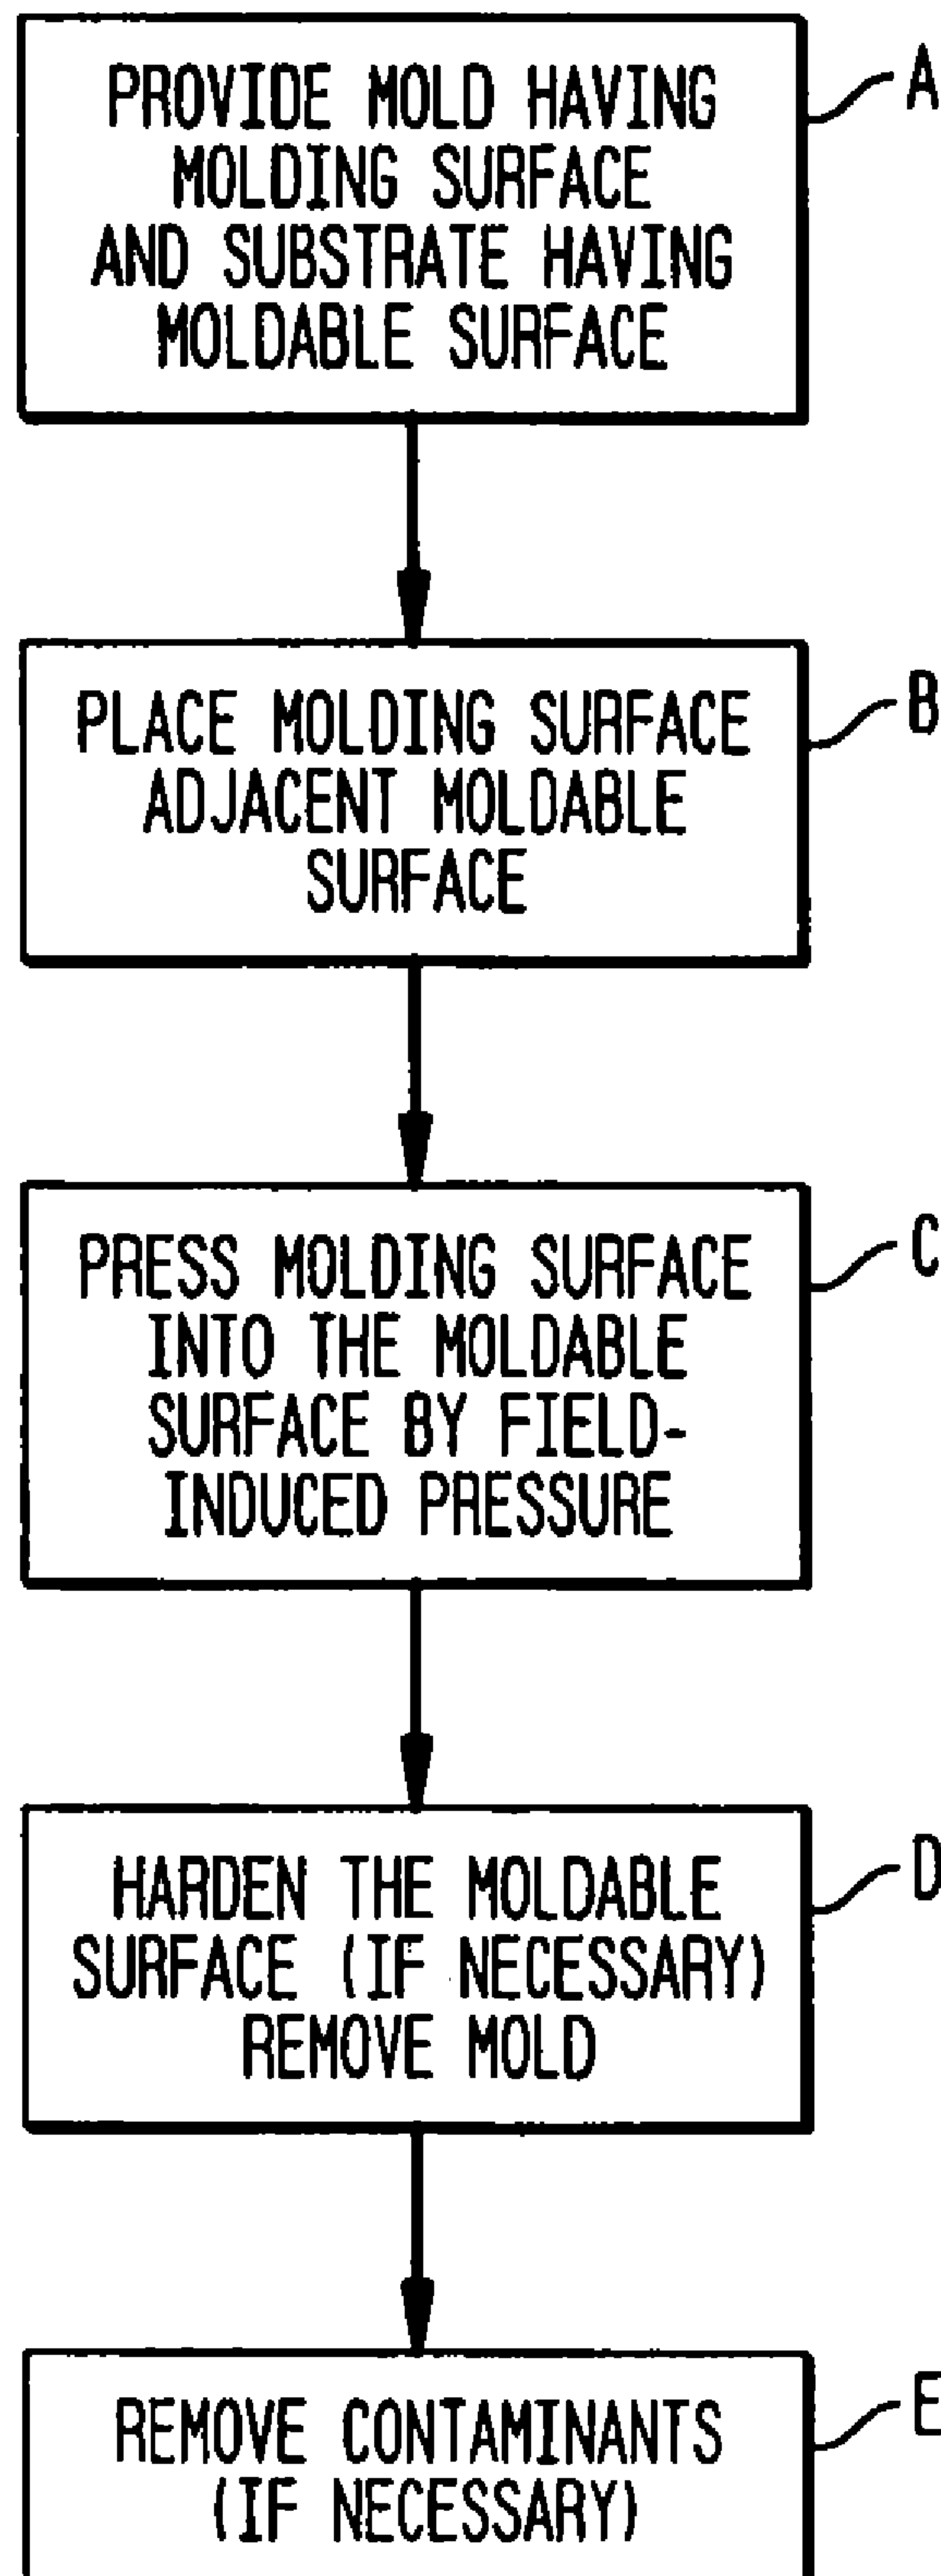 PROVIDE MOLD HAVING
MOLDING SURFACE
AND SUBSTRATE HAVING
MOLDABLE SURFACE
A
PLACE MOLDING SURFACE
ADJACENT MOLDABLE
SURFACE
B
PRESS MOLDING SURFACE
INTO THE MOLDABLE
SURFACE BY FIELD-
INDUCED PRESSURE
C
HARDEN THE MOLDABLE
SURFACE (IF NECESSARY)
REMOVE MOLD
D
REMOVE CONTAMINANTS
(IF NECESSARY)
E